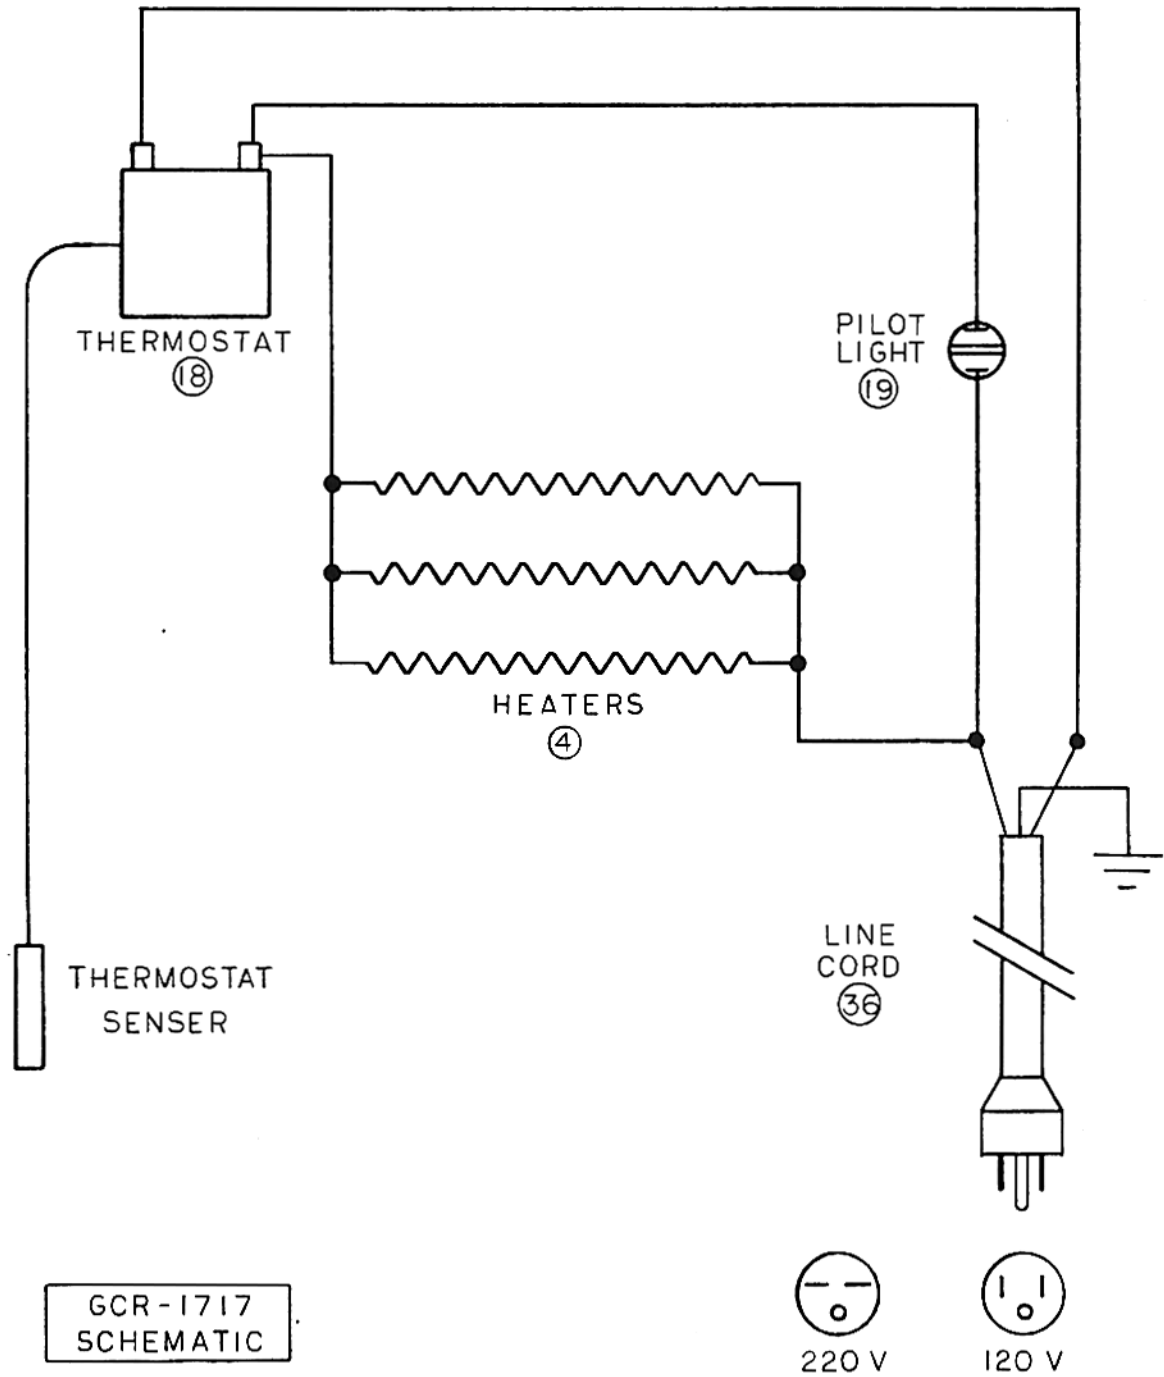 THERMOSTAT
18
PILOT
LIGHT
19
HEATERS
4
LINE
CORD
36
THERMOSTAT
SENSER
GCR-1717
SCHEMATIC
220 V
120 V